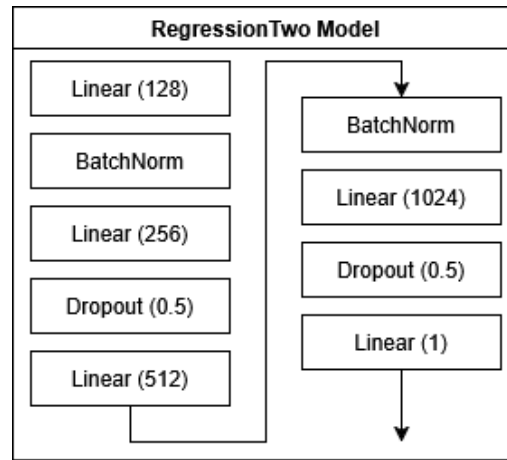 RegressionTwo Model
Linear (128)
BatchNorm
Linear (256)
Dropout (0.5)
Linear (512)
BatchNorm
Linear (1024)
Dropout (0.5)
Linear (1)